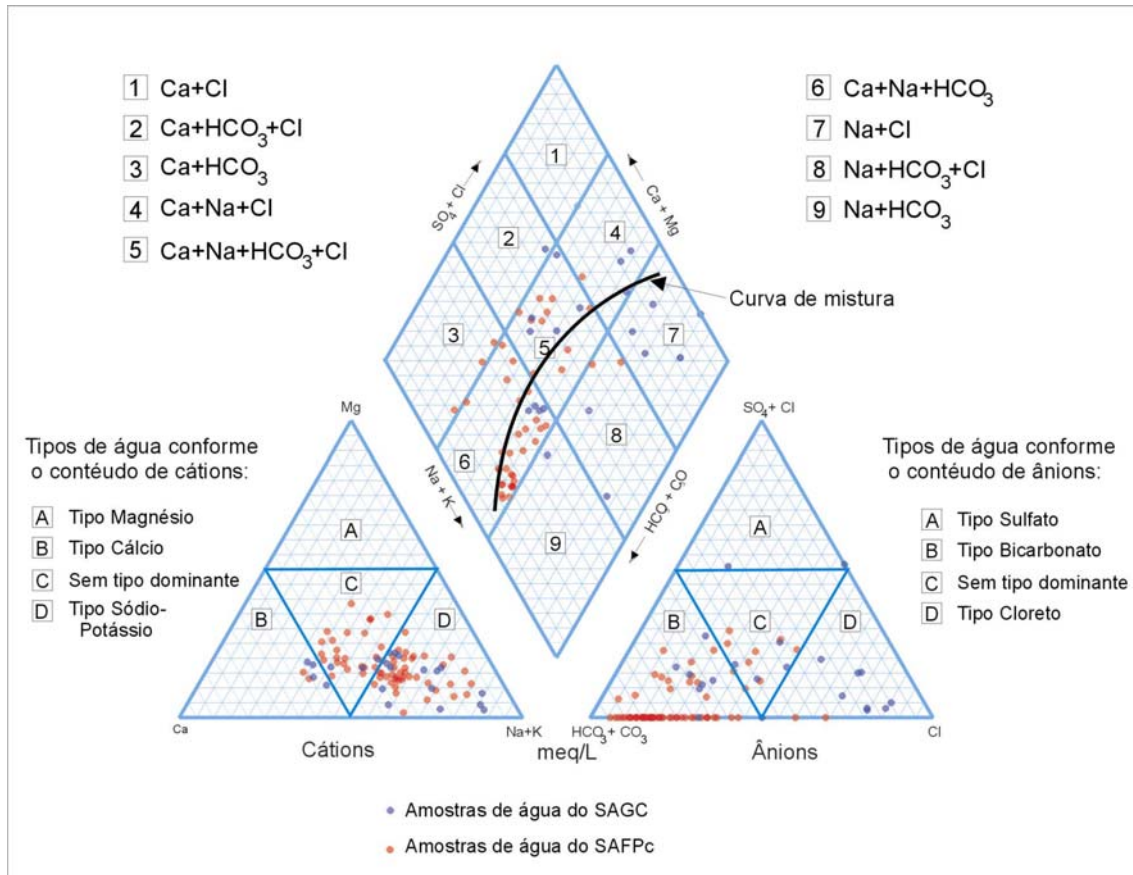 1 Ca+Cl
2 Ca+HCO3+Cl
3 Ca+HCO3
4 Ca+Na+Cl
5 Ca+Na+HCO3+Cl
6 Ca+Na+HCO3
7 Na+Cl
8 Na+HCO3+Cl
9 Na+HCO3
SO4 + Cl
Ca + Mg
1
2
4
Curva de mistura
3
5
7
6
8
9
Na + K
Mg
SO4+ Cl
Tipos de água conforme
o contéudo de cátions:
A Tipo Magnésio
B Tipo Cálcio
C Sem tipo dominante
D Tipo Sódio-
Potássio
A
B
C
D
Ca
Na+K
Cátions
meq/L
Tipos de água conforme
o contéudo de ânions:
A Tipo Sulfato
B Tipo Bicarbonato
C Sem tipo dominante
D Tipo Cloreto
A
B
C
D
HCO3+ CO3
Cl
Ânions
Amostras de água do SAGC
Amostras de água do SAFPc